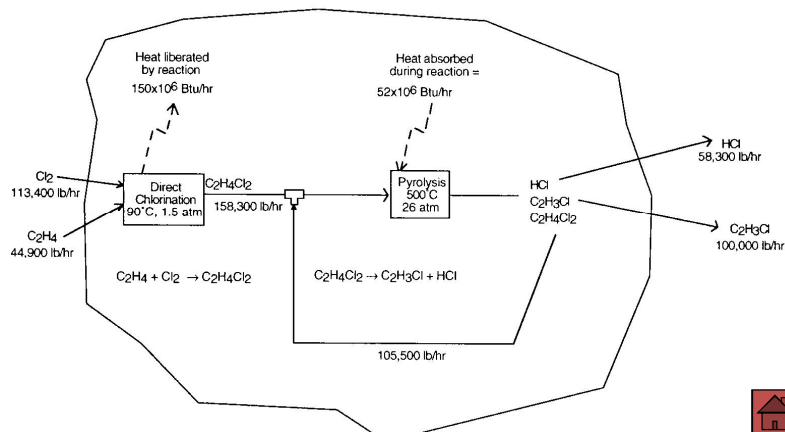 Heat liberated
by reaction
150x10⁶ Btu/hr
Heat absorbed
during reaction =
52x10⁶ Btu/hr
Cl2
113,400 lb/hr
C2H4
44,900 lb/hr
Direct
Chlorination
90°C, 1.5 atm
C2H4Cl2
158,300 lb/hr
Pyrolysis
500°C
26 atm
HCl
C2H3Cl
C2H4Cl2
HCl
58,300 lb/hr
C2H3Cl
100,000 lb/hr
C2H4 + Cl2 → C2H4Cl2
C2H4Cl2 → C2H3Cl + HCl
105,500 lb/hr